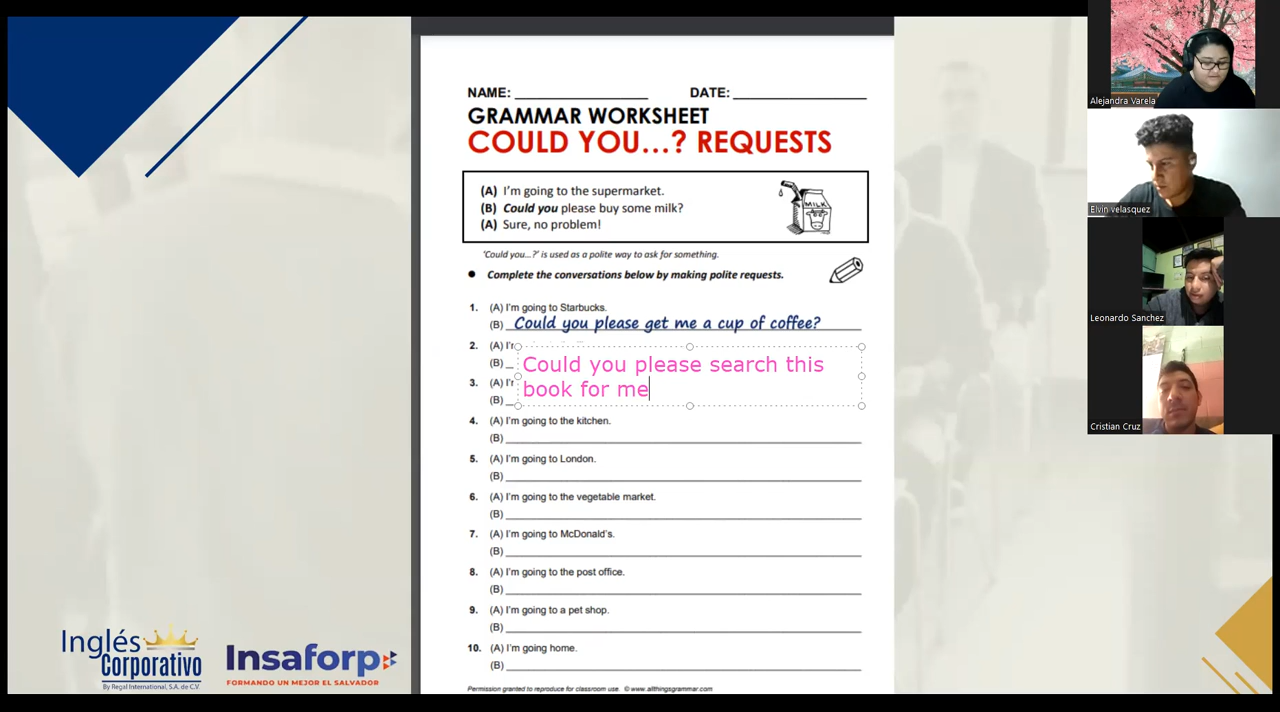 NAME: ____________ DATE: ____________
GRAMMAR WORKSHEET
COULD YOU...? REQUESTS
(A) I'm going to the supermarket.
(B) Could you please buy some milk?
(A) Sure, no problem!
MILK
'Could you...?' is used as a polite way to ask for something.
● Complete the conversations below by making polite requests.
1. (A) I'm going to Starbucks.
(B) Could you please get me a cup of coffee?
2. (A)
(B)
Could you please search this
book for me
3. (A)
(B)
4. (A) I'm going to the kitchen.
(B)
5. (A) I'm going to London.
(B)
6. (A) I'm going to the vegetable market.
(B)
7. (A) I'm going to McDonald's.
(B)
8. (A) I'm going to the post office.
(B)
9. (A) I'm going to a pet shop.
(B)
10. (A) I'm going home.
(B)
Permission granted to reproduce for classroom use. © www.allthingsgrammar.com
Inglés
Corporativo
By Regal International, S.A. de C.V.
Insaforp
FORMANDO UN MEJOR EL SALVADOR
Alejandra Varela
Elvin velasquez
Leonardo Sanchez
Cristian Cruz